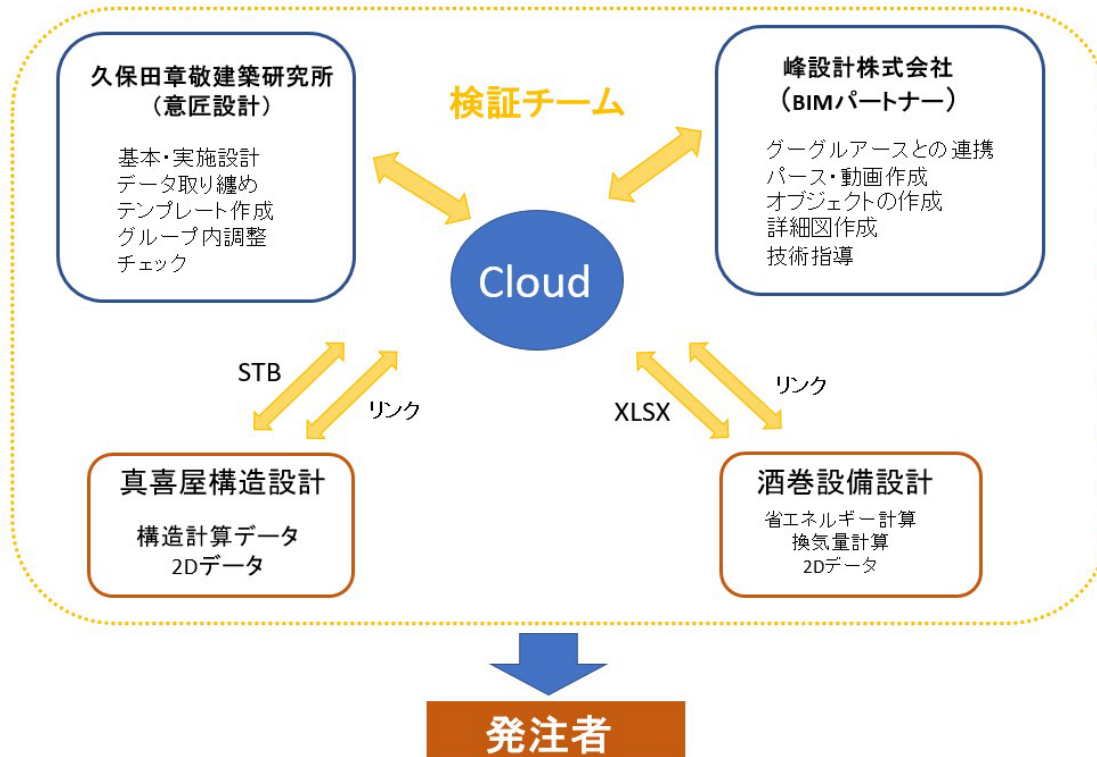 久保田章敬建築研究所
（意匠設計）
基本・実施設計
データ取り纏め
テンプレート作成
グループ内調整
チェック
検証チーム
峰設計株式会社
（BIMパートナー）
グーグルアースとの連携
パース・動画作成
オブジェクトの作成
詳細図作成
技術指導
Cloud
STB
リンク
XLSX
リンク
真喜屋構造設計
構造計算データ
2Dデータ
酒巻設備設計
省エネルギー計算
換気量計算
2Dデータ
発注者